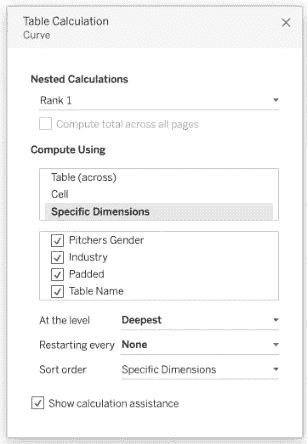 Table Calculation
Curve
Nested Calculations
Rank 1
Compute total across all pages
Compute Using
Table (across)
Cell
Specific Dimensions
Pitchers Gender
Industry
Padded
Table Name
At the level Deepest
Restarting every None
Sort order Specific Dimensions
Show calculation assistance